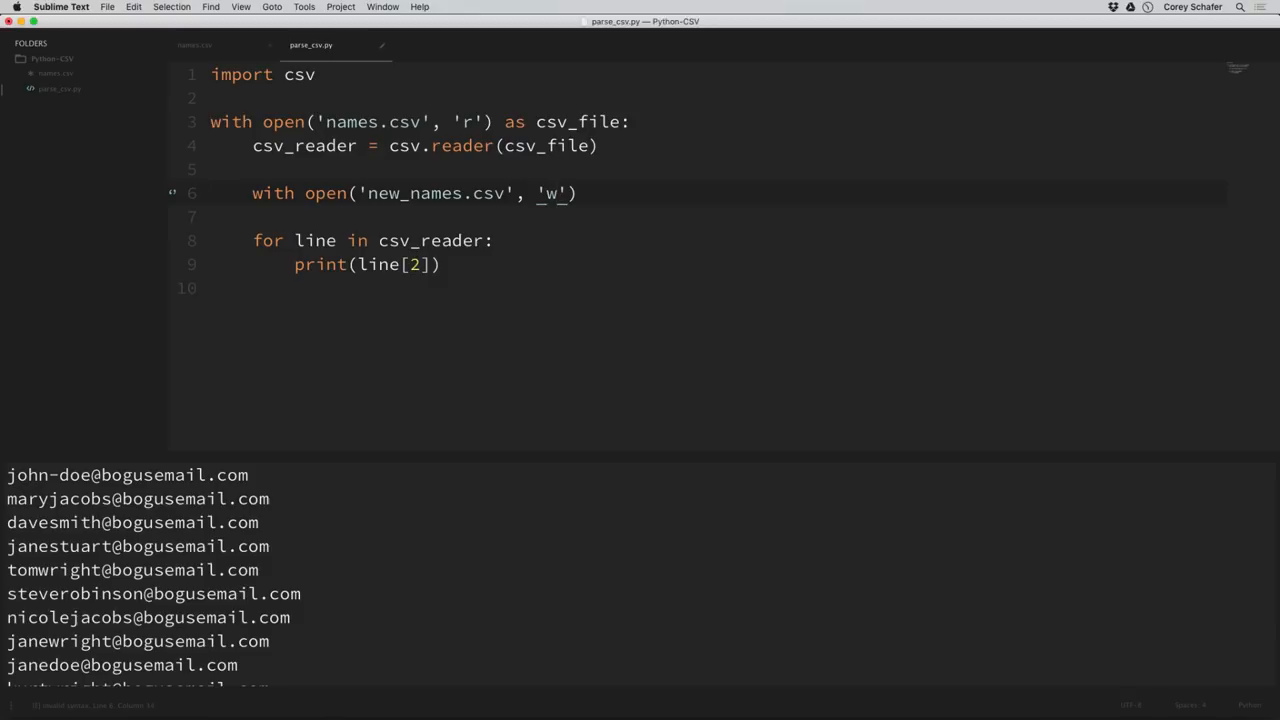 Sublime Text File Edit Selection Find View Goto Tools Project Window Help Corey Schafer
parse_csv.py — Python-CSV
FOLDERS
Python-CSV
names.csv
parse_csv.py
names.csv parse_csv.py
1 import csv
2
3 with open('names.csv', 'r') as csv_file:
4 csv_reader = csv.reader(csv_file)
5
6 with open('new_names.csv', 'w')
7
8 for line in csv_reader:
9 print(line[2])
10
john-doe@bogusemail.com
maryjacobs@bogusemail.com
davesmith@bogusemail.com
janestuart@bogusemail.com
tomwright@bogusemail.com
steverobinson@bogusemail.com
nicolejacobs@bogusemail.com
janewright@bogusemail.com
janedoe@bogusemail.com
invalid syntax, Line 6, Column 34 UTF-8 Spaces: 4 Python